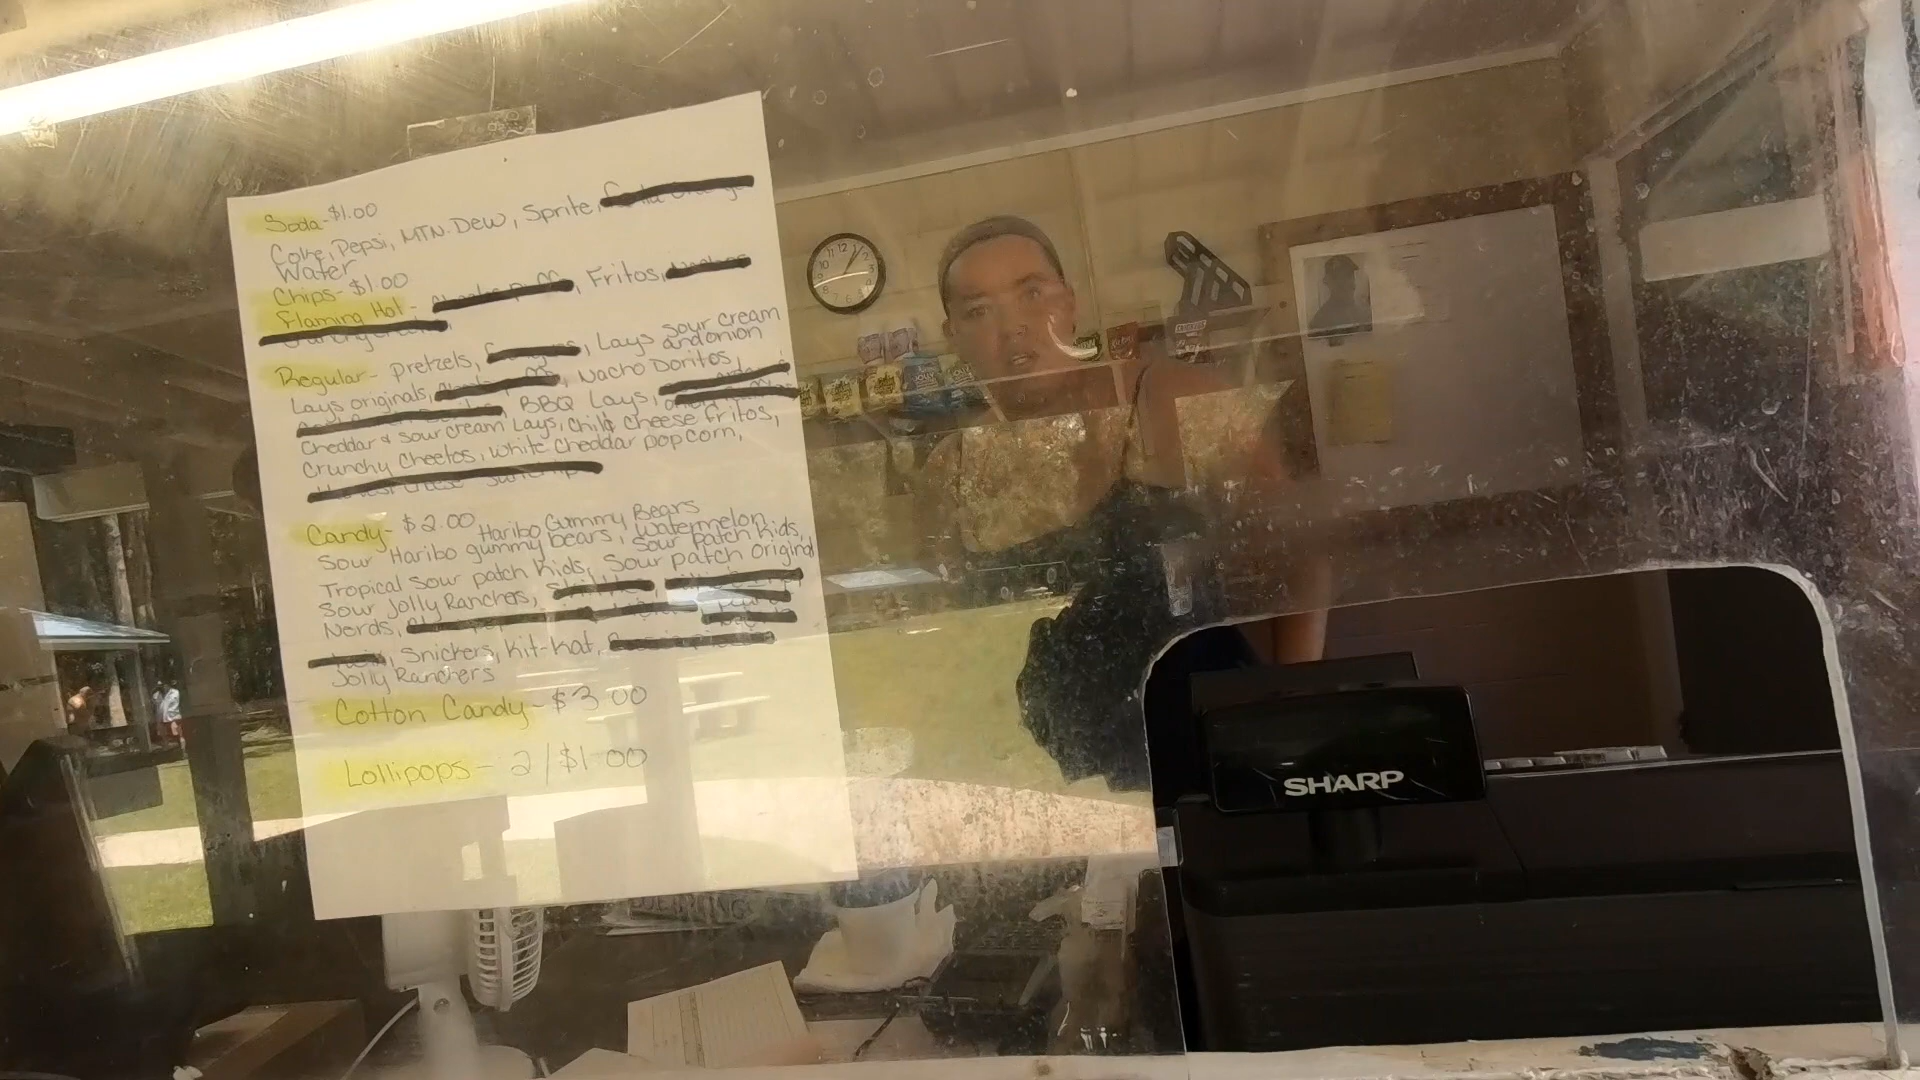 Soda - $1.00
Coke, Pepsi, MTN. Dew, Sprite,
Water
Chips - $1.00
Flaming Hot - , Fritos,
Regular - Pretzels, , Lays sour cream and onion
Lays originals, , Nacho Doritos,
, BBQ Lays,
Cheddar & Sour Cream Lays, Chili cheese Fritos,
Crunchy Cheetos, White Cheddar popcorn,
Candy - $2.00 Haribo Gummy Bears
Sour Haribo gummy bears, watermelon sour patch kids,
Tropical Sour patch kids, Sour patch original
Sour Jolly Ranchers,
Nerds,
, Snickers, Kit-Kat,
Jolly Ranchers
Cotton Candy - $3.00
Lollipops - 2/$1.00
SHARP